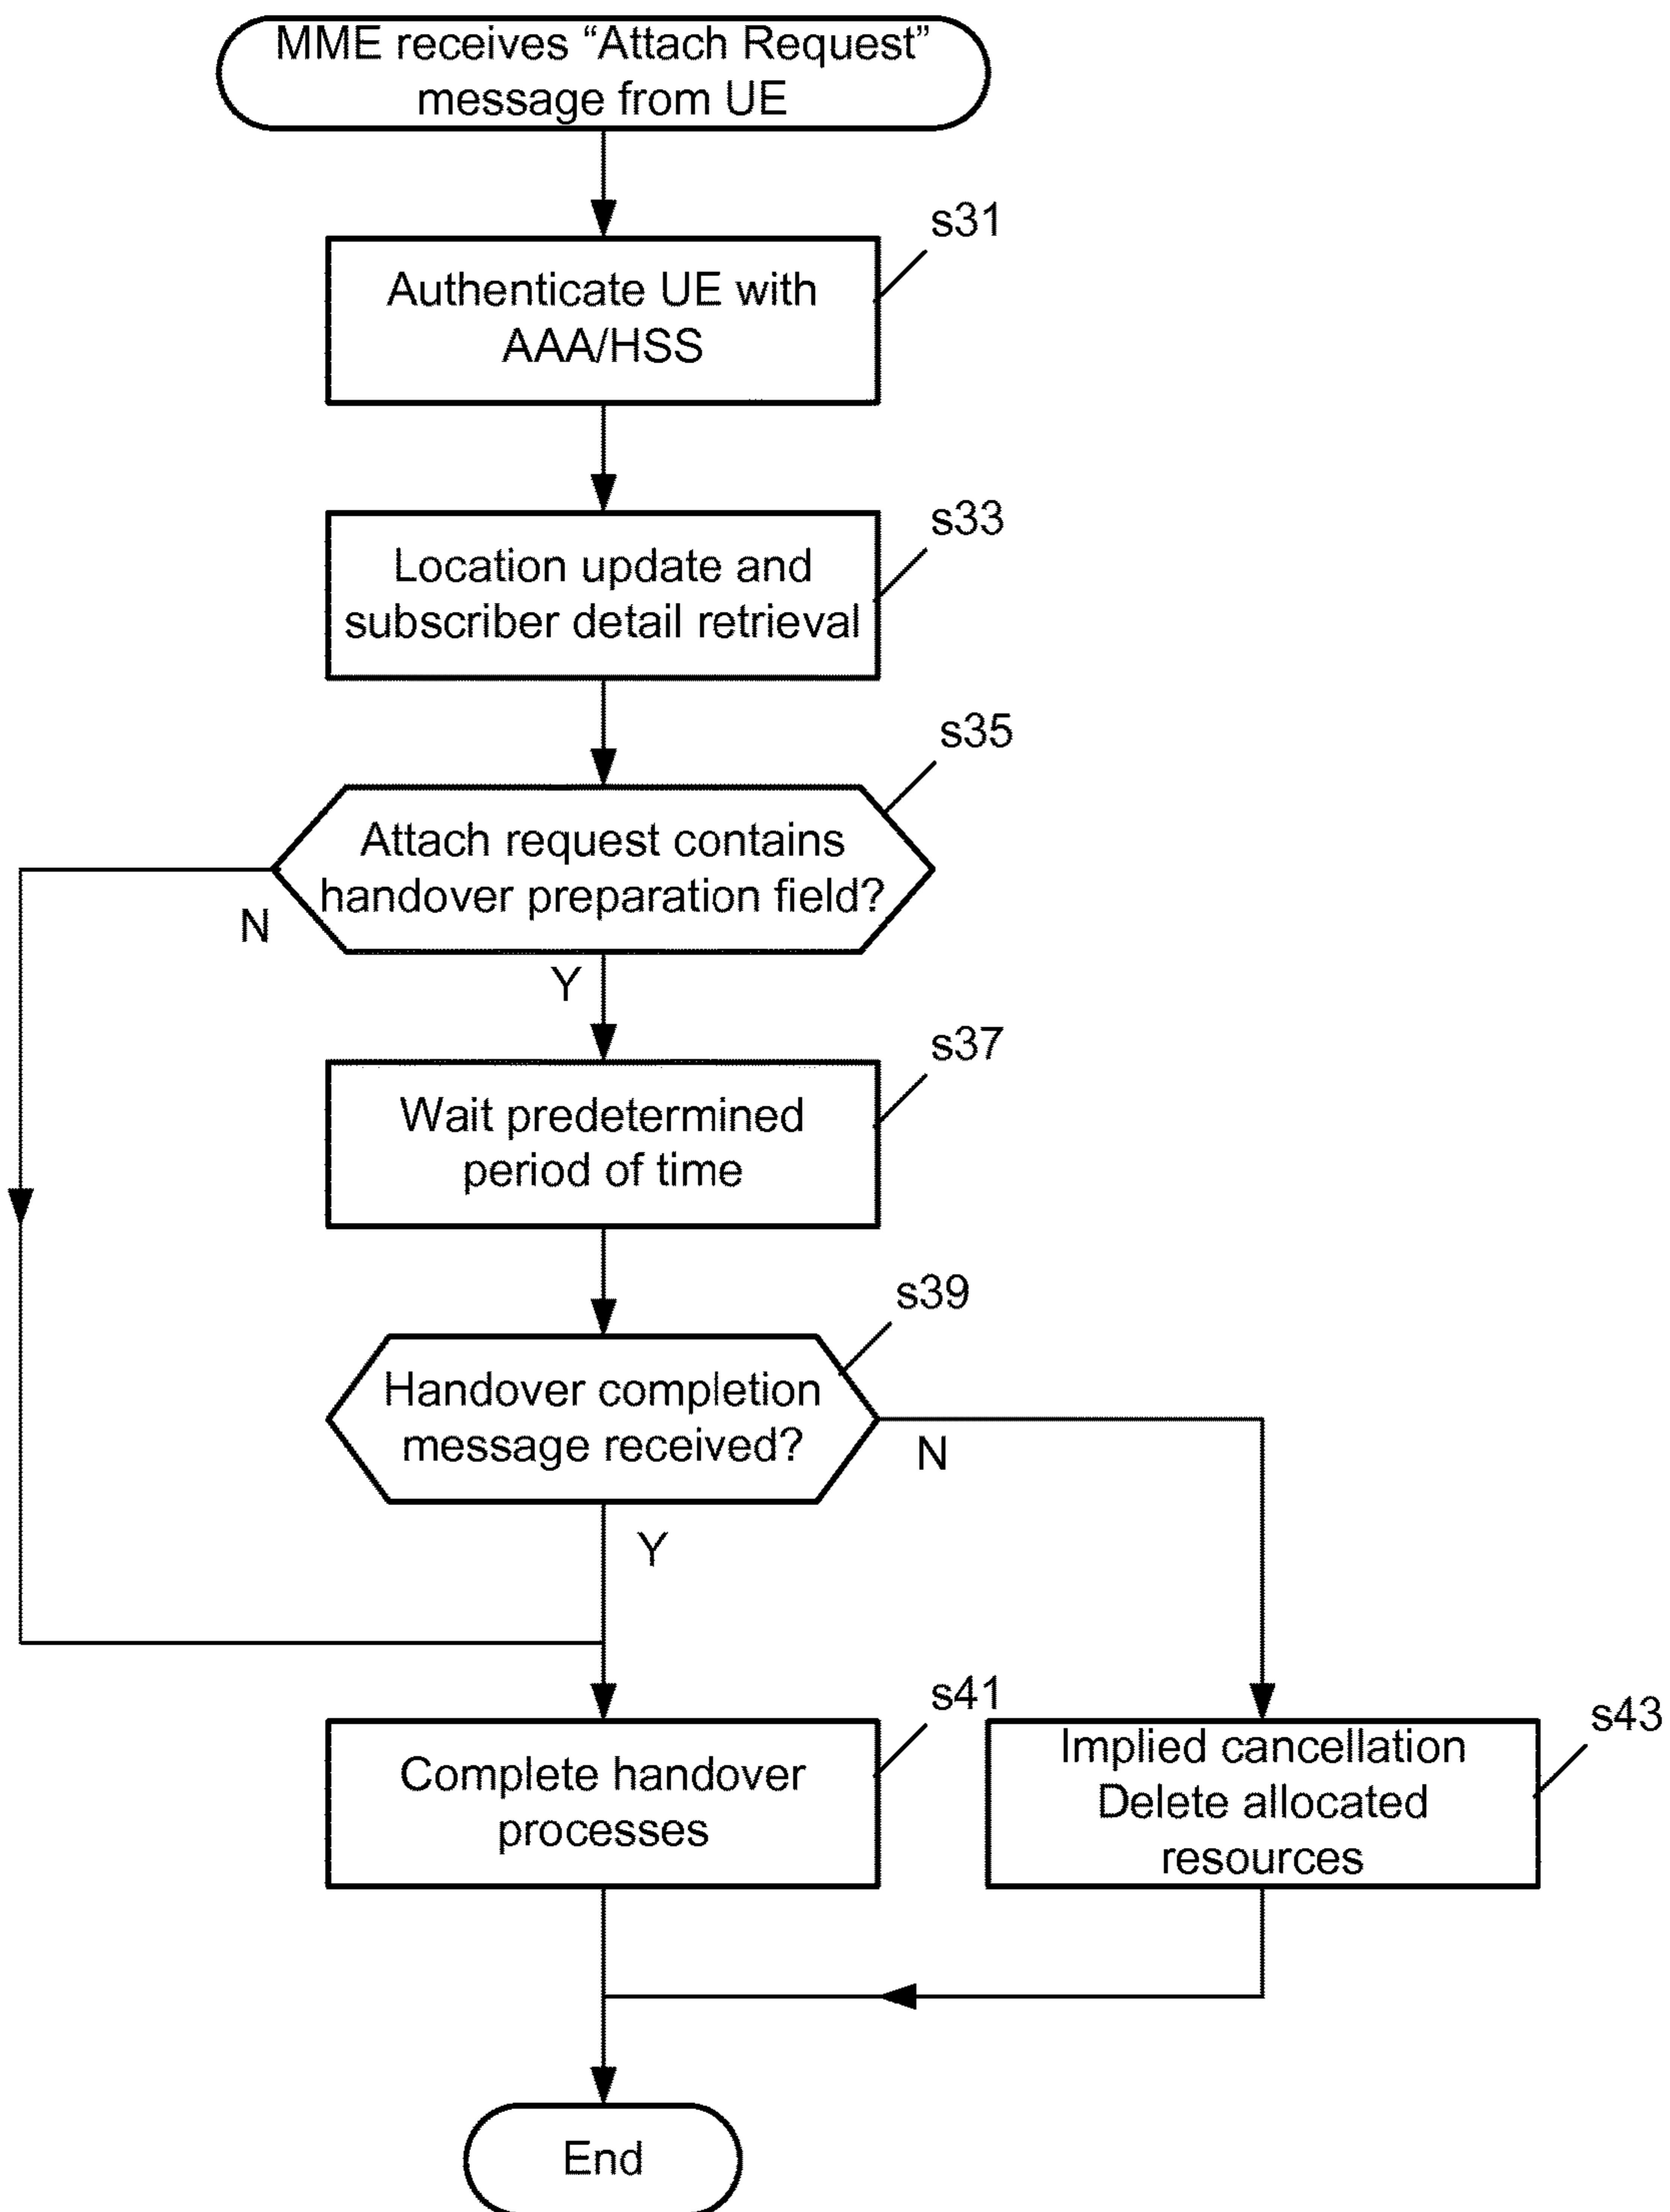 MME receives “Attach Request”
message from UE
s31
Authenticate UE with
AAA/HSS
s33
Location update and
subscriber detail retrieval
s35
Attach request contains
handover preparation field?
N
Y
s37
Wait predetermined
period of time
s39
Handover completion
message received?
N
Y
s41
Complete handover
processes
s43
Implied cancellation
Delete allocated
resources
End